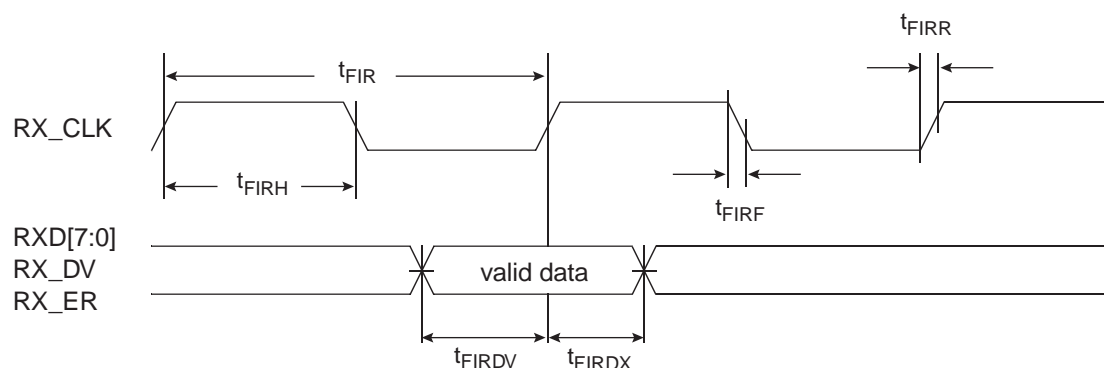 tFIRR
tFIR
RX_CLK
tFIRH
tFIRF
RXD[7:0]
RX_DV
valid data
RX_ER
tFIRDV
tFIRDX